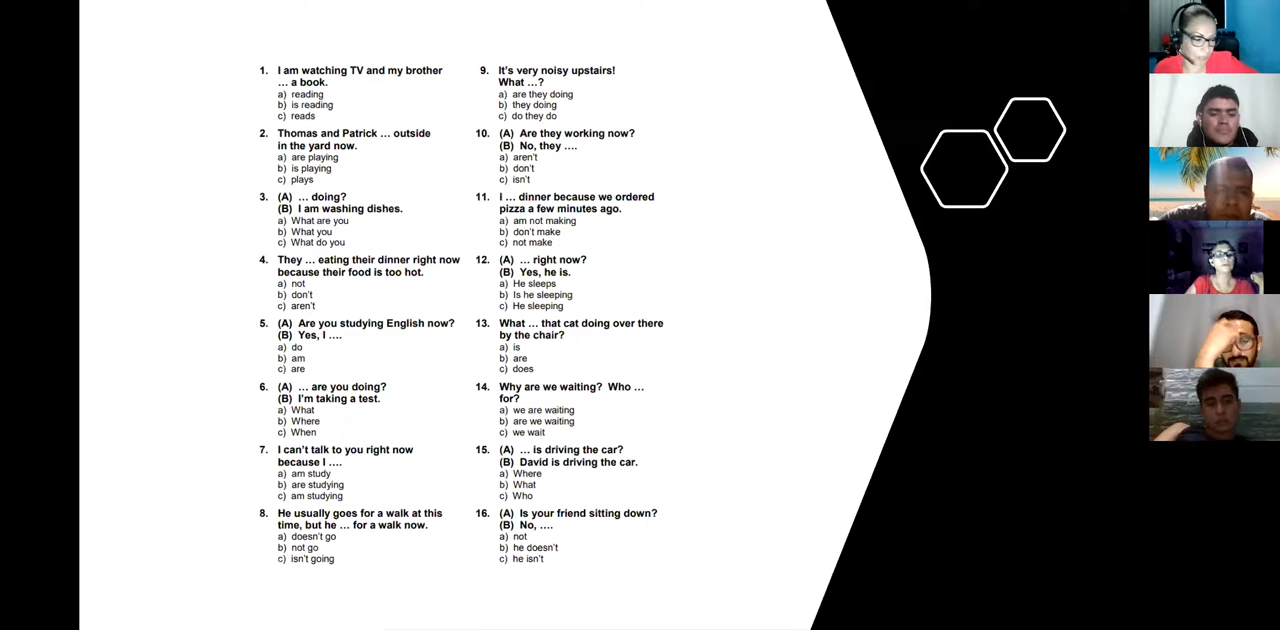 1. I am watching TV and my brother
... a book.
a) reading
b) is reading
c) reads
2. Thomas and Patrick ... outside
in the yard now.
a) are playing
b) is playing
c) plays
3. (A) ... doing?
(B) I am washing dishes.
a) What are you
b) What you
c) What do you
4. They ... eating their dinner right now
because their food is too hot.
a) not
b) don't
c) aren't
5. (A) Are you studying English now?
(B) Yes, I ....
a) do
b) am
c) are
6. (A) ... are you doing?
(B) I'm taking a test.
a) What
b) Where
c) When
7. I can't talk to you right now
because I ....
a) am study
b) are studying
c) am studying
8. He usually goes for a walk at this
time, but he ... for a walk now.
a) doesn't go
b) not go
c) isn't going
9. It's very noisy upstairs!
What ...?
a) are they doing
b) they doing
c) do they do
10. (A) Are they working now?
(B) No, they ....
a) aren't
b) don't
c) isn't
11. I ... dinner because we ordered
pizza a few minutes ago.
a) am not making
b) don't make
c) not make
12. (A) ... right now?
(B) Yes, he is.
a) He sleeps
b) Is he sleeping
c) He sleeping
13. What ... that cat doing over there
by the chair?
a) is
b) are
c) does
14. Why are we waiting? Who ...
for?
a) we are waiting
b) are we waiting
c) we wait
15. (A) ... is driving the car?
(B) David is driving the car.
a) Where
b) What
c) Who
16. (A) Is your friend sitting down?
(B) No, ....
a) not
b) he doesn't
c) he isn't